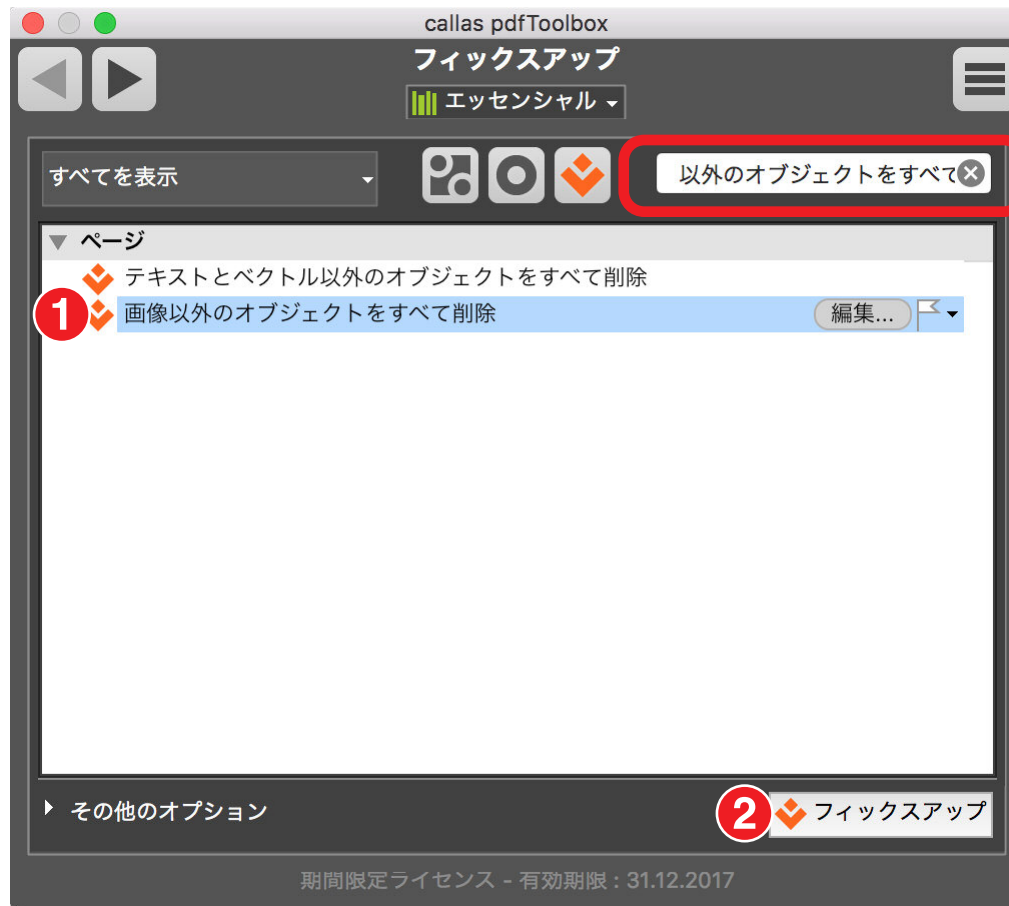 callas pdfToolbox
フィックスアップ
エッセンシャル
すべてを表示
以外のオブジェクトをすべて
ページ
テキストとベクトル以外のオブジェクトをすべて削除
1
画像以外のオブジェクトをすべて削除
編集...
その他のオプション
2
フィックスアップ
期間限定ライセンス - 有効期限 : 31.12.2017